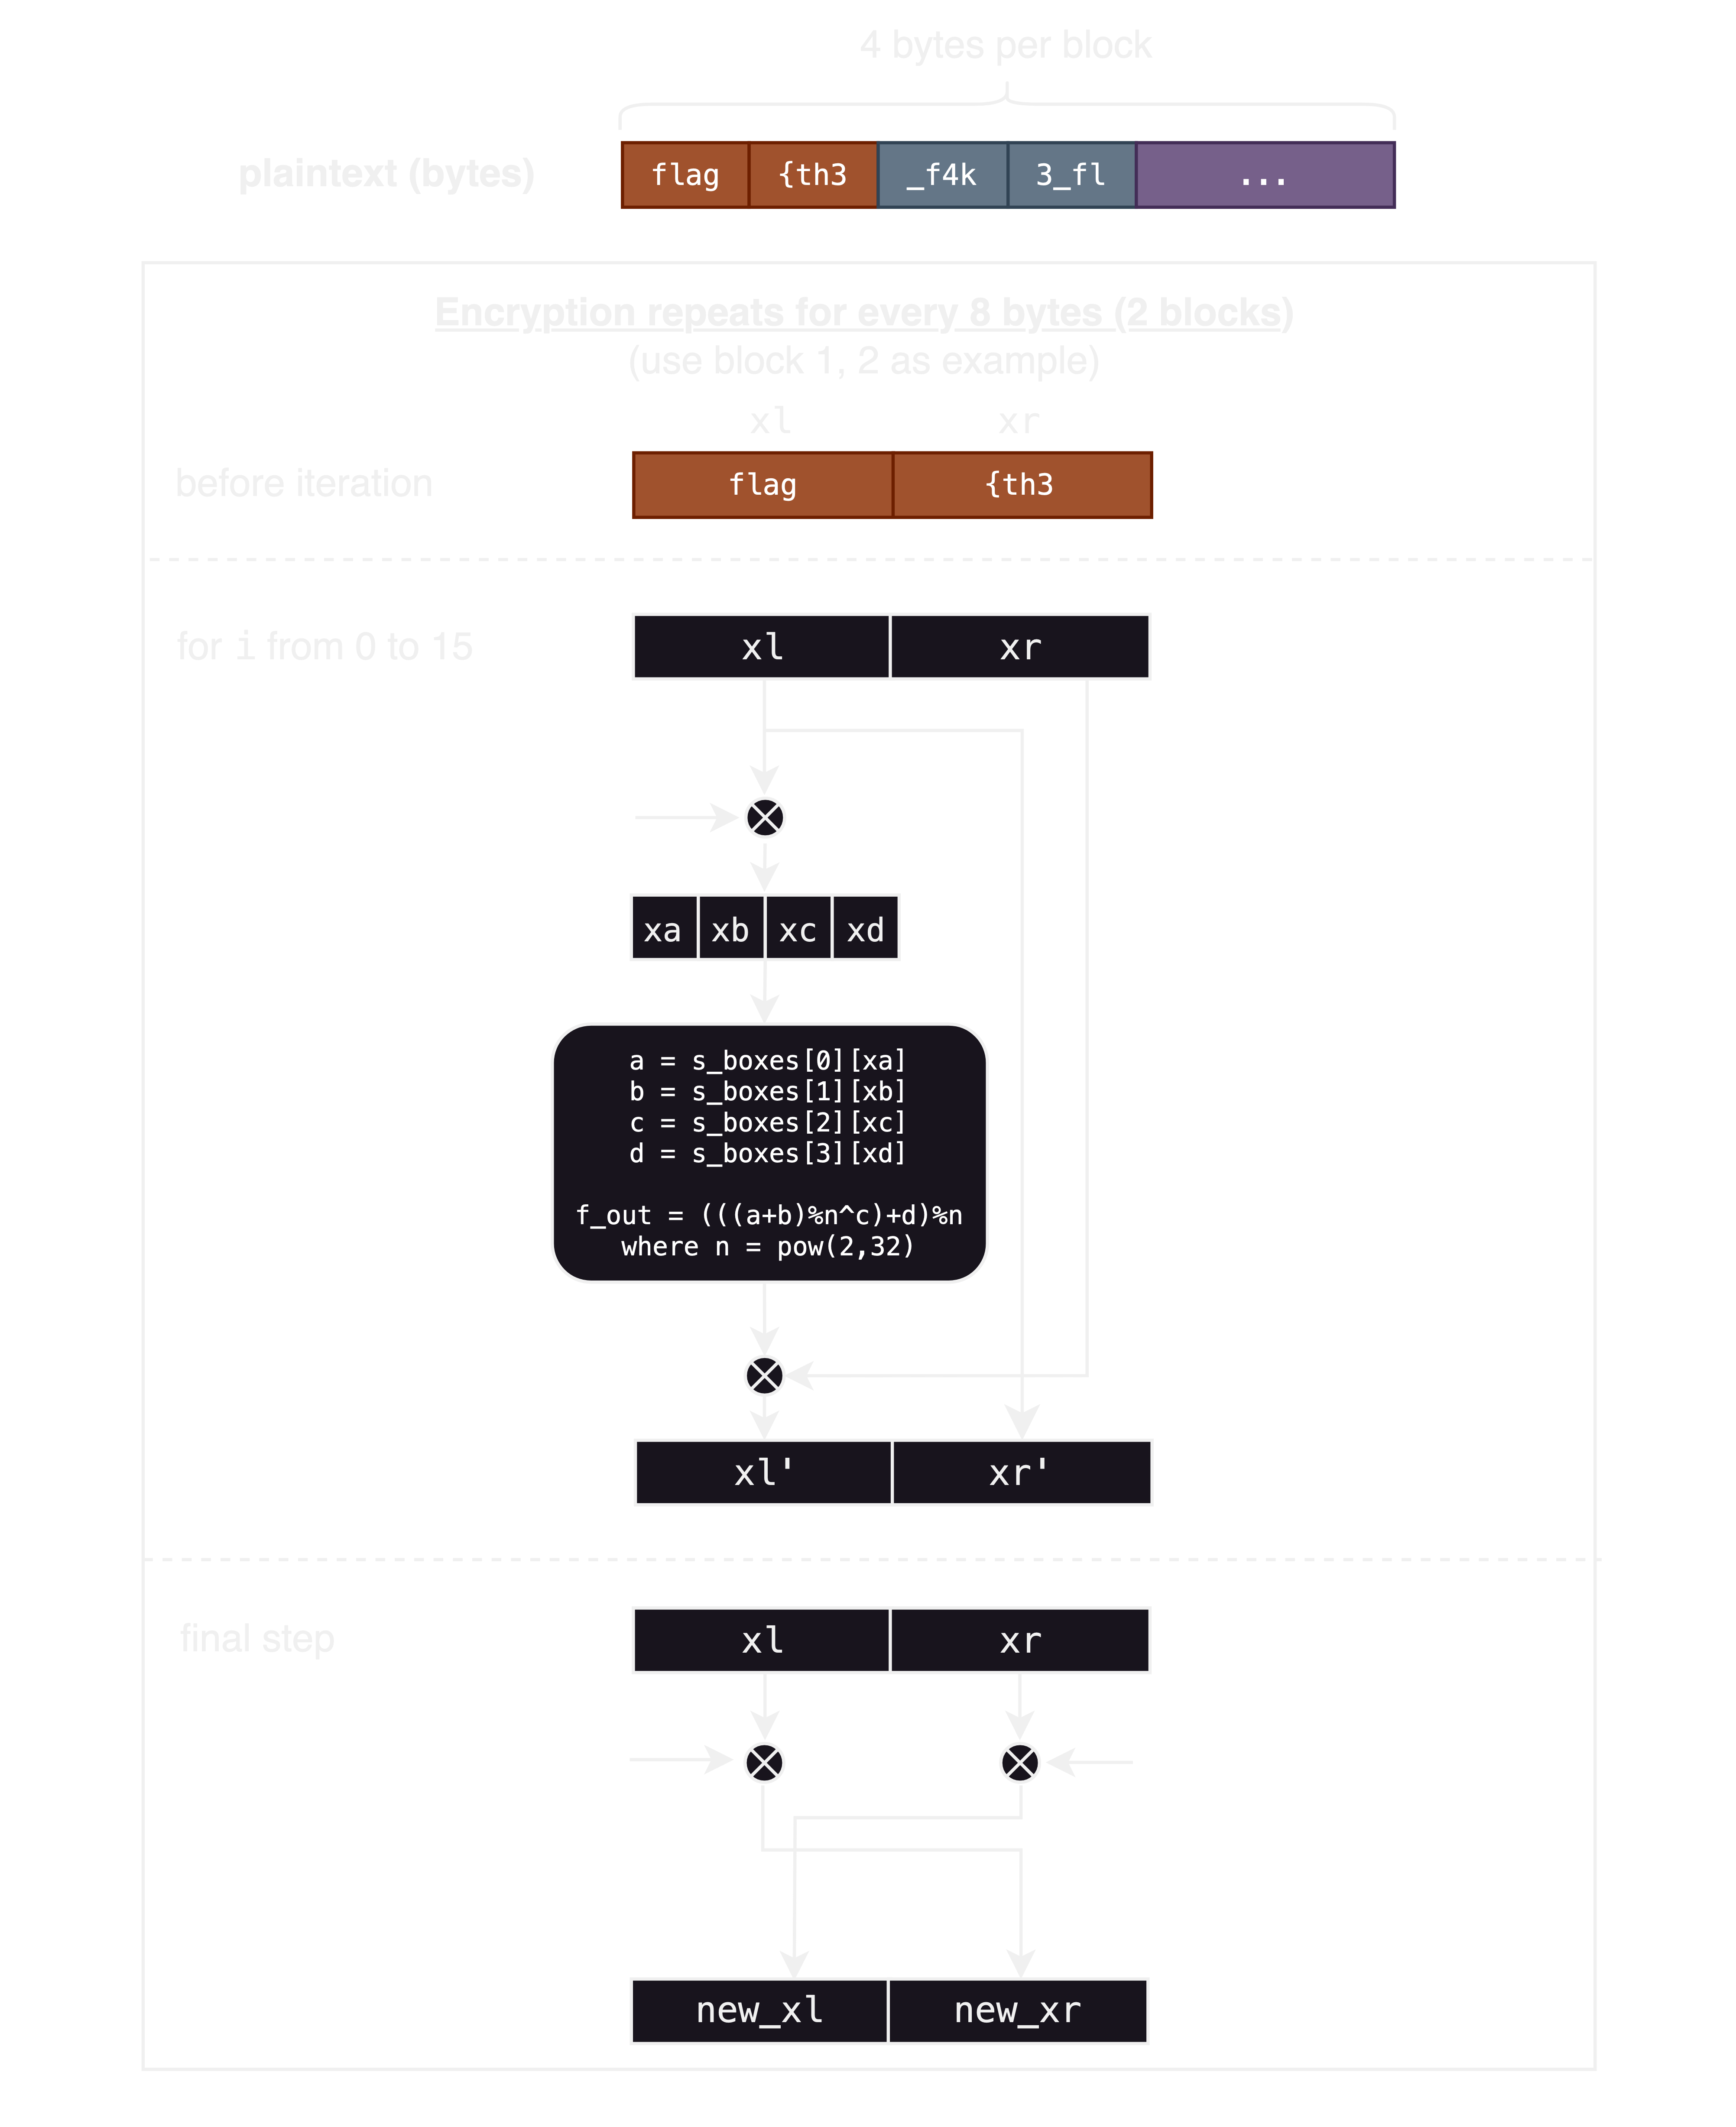 4 bytes per block
plaintext (bytes)
flag {th3 _f4k 3_fl ...
Encryption repeats for every 8 bytes (2 blocks)
(use block 1, 2 as example)
xl xr
before iteration
flag {th3
for i from 0 to 15
xl xr
xa xb xc xd
a = s_boxes[0][xa]
b = s_boxes[1][xb]
c = s_boxes[2][xc]
d = s_boxes[3][xd]
f_out = (((a+b)%n^c)+d)%n
where n = pow(2,32)
xl' xr'
final step
xl xr
new_xl new_xr